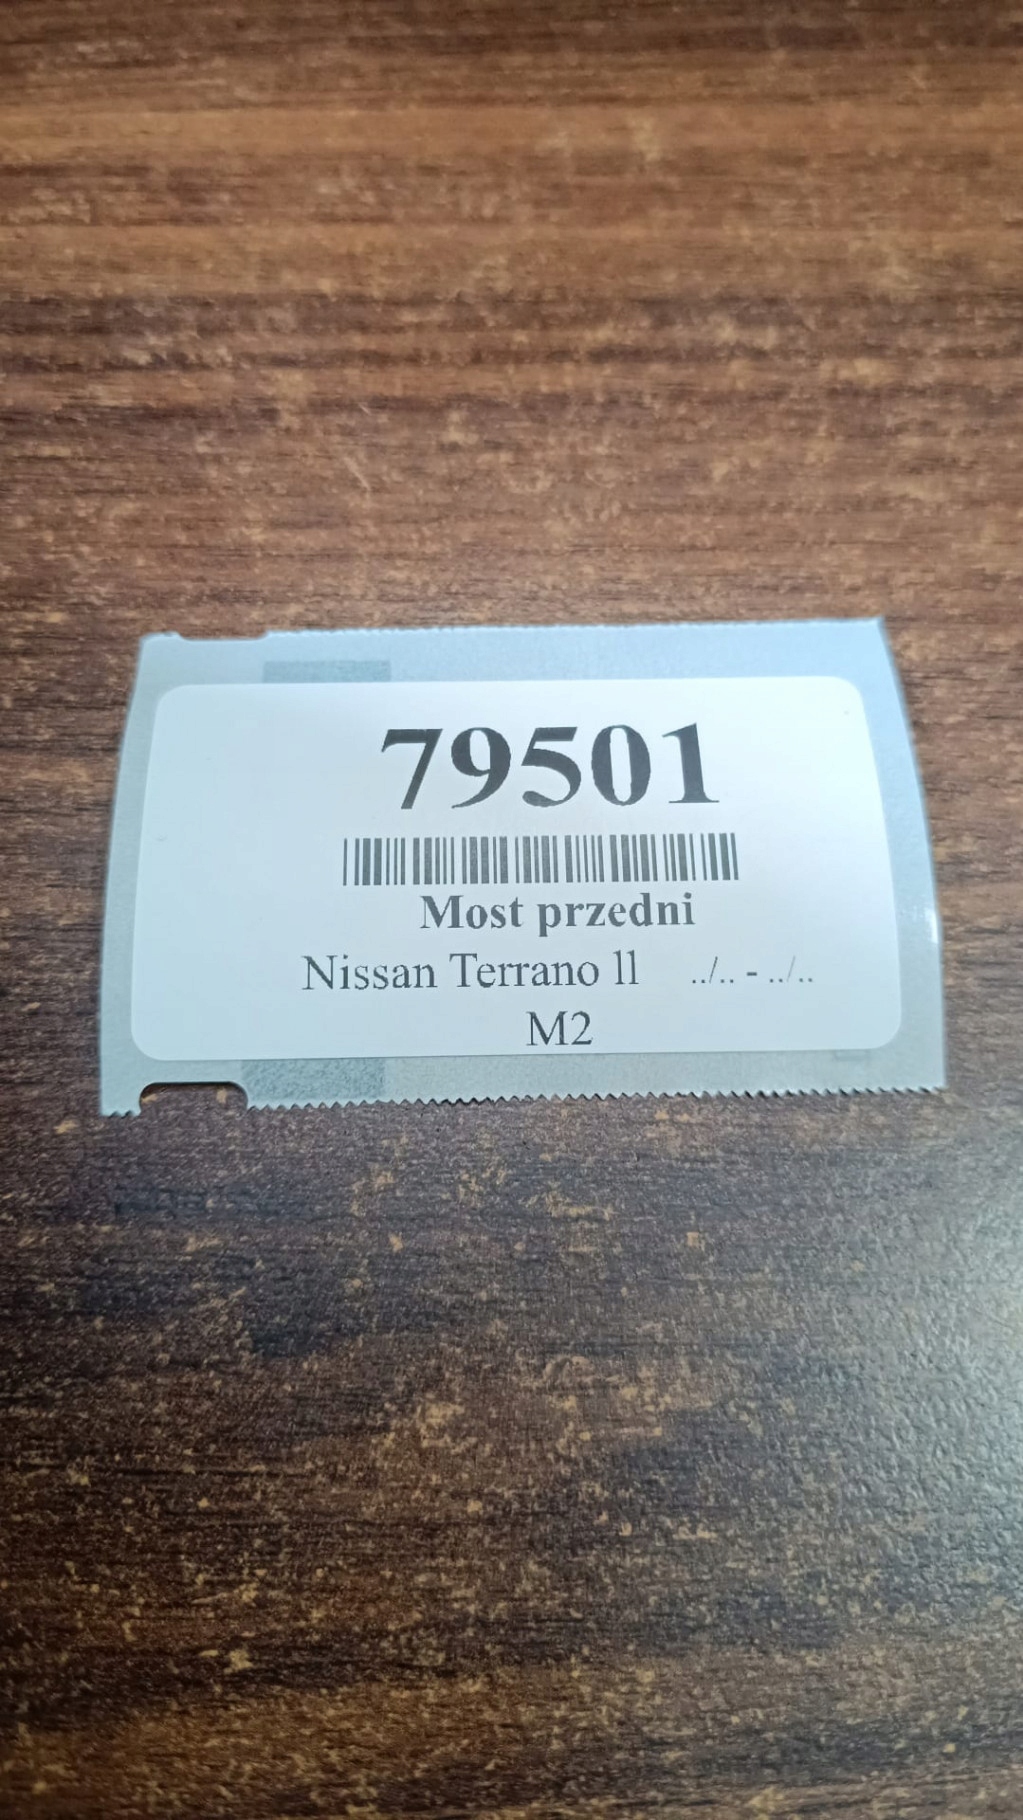 79501
Most przedni
Nissan Terrano ll ../.. - ../..
M2